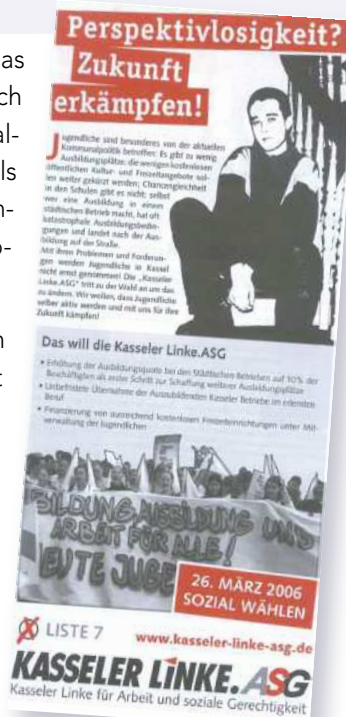 as
ch
al-
ls
n-
o-
n
t
Perspektivlosigkeit?
Zukunft
erkämpfen!
Jugendliche sind besonderes von der aktuellen
Kommunalpolitik betroffen: Es gibt zu wenig
Ausbildungsplätze; die wenigen kostenlosen
öffentlichen Kultur- und Freizeitangebote sol-
len weiter gekürzt werden; Chancengleichheit
in den Schulen gibt es nicht; selbst
wer eine Ausbildung in einem
städtischen Betrieb macht, hat oft
katastrophale Ausbildungsbedin-
gungen und landet nach der Aus-
bildung auf der Straße.
Mit ihren Problemen und Forderun-
gen werden Jugendliche in Kassel
nicht ernst genommen! Die „Kasseler
Linke.ASG“ tritt zu der Wahl an um das
zu ändern. Wir wollen, dass Jugendliche
selber aktiv werden und mit uns für ihre
Zukunft kämpfen!
Das will die Kasseler Linke.ASG
• Erhöhung der Ausbildungsquote bei den Städtischen Betrieben auf 10% der
Beschäftigten als erster Schritt zur Schaffung weiterer Ausbildungsplätze
• Unbefristete Übernahme der Auszubildenden Kasseler Betriebe im erlernten
Beruf
• Finanzierung von ausreichend kostenlosen Freizeiteinrichtungen unter Mit-
verwaltung der Jugendlichen
BILDUNG, AUSBILDUNG UND
ARBEIT FÜR ALLE!
26. MÄRZ 2006
SOZIAL WÄHLEN
LISTE 7
www.kasseler-linke-asg.de
KASSELER LINKE.ASG
Kasseler Linke für Arbeit und soziale Gerechtigkeit